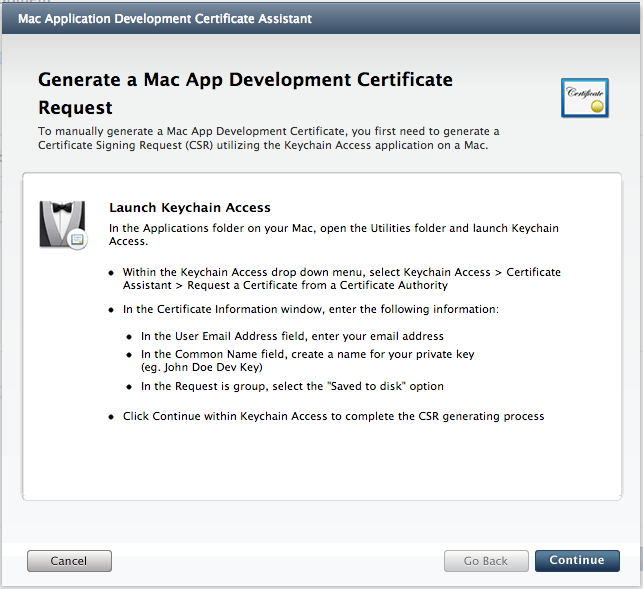 Mac Application Development Certificate Assistant
Generate a Mac App Development Certificate
Request
Certificate
To manually generate a Mac App Development Certificate, you first need to generate a
Certificate Signing Request (CSR) utilizing the Keychain Access application on a Mac.
Launch Keychain Access
In the Applications folder on your Mac, open the Utilities folder and launch Keychain
Access.
• Within the Keychain Access drop down menu, select Keychain Access > Certificate
Assistant > Request a Certificate from a Certificate Authority
• In the Certificate Information window, enter the following information:
• In the User Email Address field, enter your email address
• In the Common Name field, create a name for your private key
(eg. John Doe Dev Key)
• In the Request is group, select the "Saved to disk" option
• Click Continue within Keychain Access to complete the CSR generating process
Cancel
Go Back
Continue